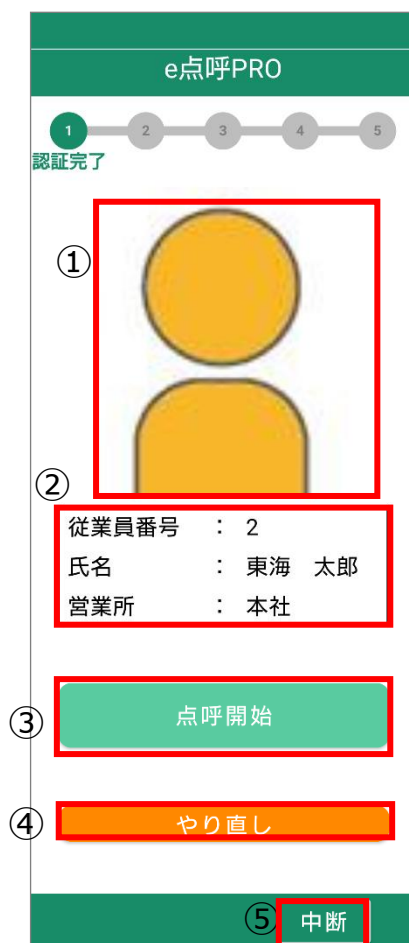 e点呼PRO
1 2 3 4 5
認証完了
①
②
従業員番号 : 2
氏名 : 東海 太郎
営業所 : 本社
③ 点呼開始
④ やり直し
⑤ 中断